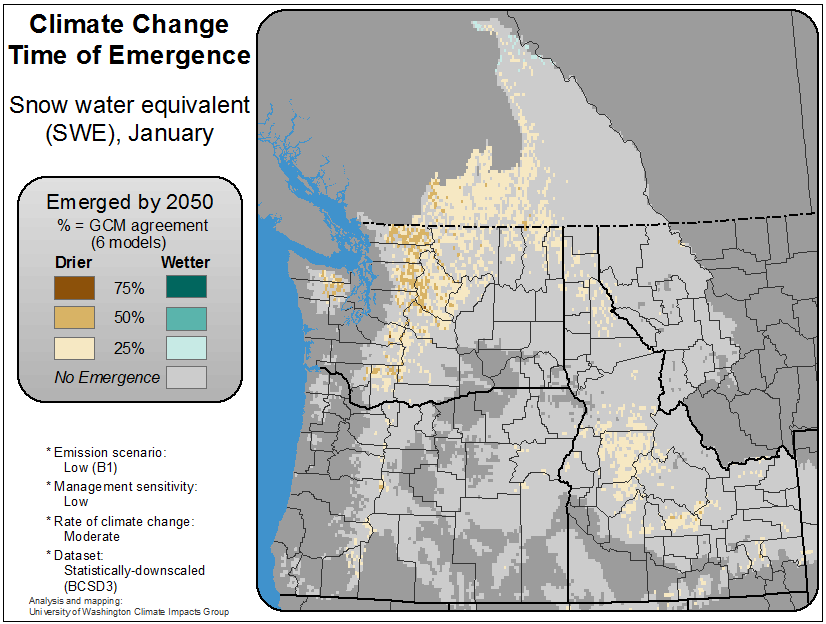 Climate Change
Time of Emergence
Snow water equivalent
(SWE), January
Emerged by 2050
% = GCM agreement
(6 models)
Drier Wetter
75%
50%
25%
No Emergence
* Emission scenario:
Low (B1)
* Management sensitivity:
Low
* Rate of climate change:
Moderate
* Dataset:
Statistically-downscaled
(BCSD3)
Analysis and mapping:
University of Washington Climate Impacts Group